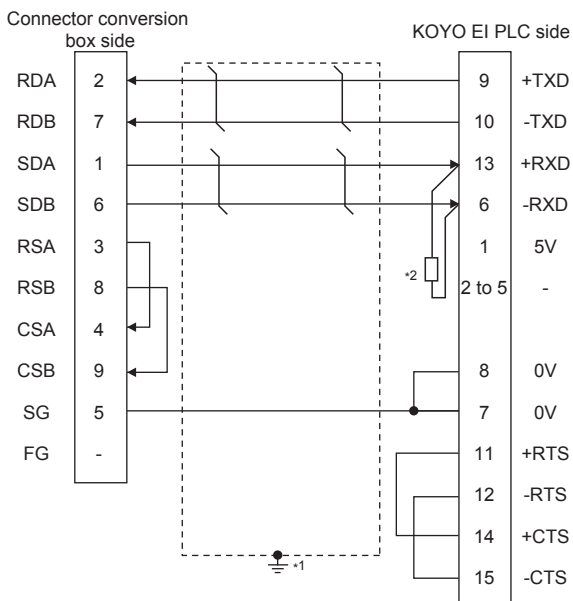 Connector conversion
box side
KOYO EI PLC side
RDA 2 9 +TXD
RDB 7 10 -TXD
SDA 1 13 +RXD
SDB 6 6 -RXD
RSA 3 1 5V
*2
RSB 8 2 to 5 -
CSA 4
CSB 9 8 0V
SG 5 7 0V
FG - 11 +RTS
12 -RTS
14 +CTS
*1
15 -CTS